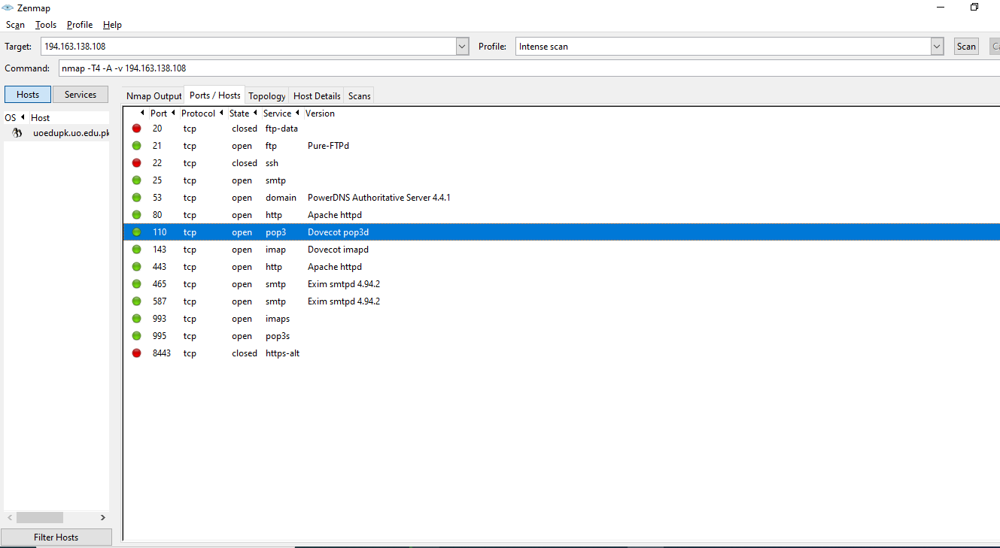 Zenmap
Scan Tools Profile Help
Target: 194.163.138.108 Profile: Intense scan Scan
Command: nmap -T4 -A -v 194.163.138.108
Hosts Services Nmap Output Ports / Hosts Topology Host Details Scans
OS Host
uoedupk.uo.edu.pk
Port Protocol State Service Version
20 tcp closed ftp-data
21 tcp open ftp Pure-FTPd
22 tcp closed ssh
25 tcp open smtp
53 tcp open domain PowerDNS Authoritative Server 4.4.1
80 tcp open http Apache httpd
110 tcp open pop3 Dovecot pop3d
143 tcp open imap Dovecot imapd
443 tcp open http Apache httpd
465 tcp open smtp Exim smtpd 4.94.2
587 tcp open smtp Exim smtpd 4.94.2
993 tcp open imaps
995 tcp open pop3s
8443 tcp closed https-alt
Filter Hosts